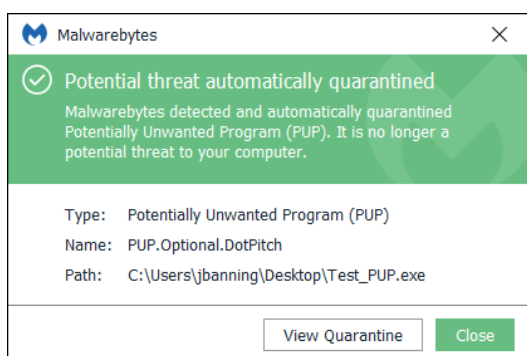 Malwarebytes
Potential threat automatically quarantined
Malwarebytes detected and automatically quarantined
Potentially Unwanted Program (PUP). It is no longer a
potential threat to your computer.
Type: Potentially Unwanted Program (PUP)
Name: PUP.Optional.DotPitch
Path: C:\Users\jbanning\Desktop\Test_PUP.exe
View Quarantine Close